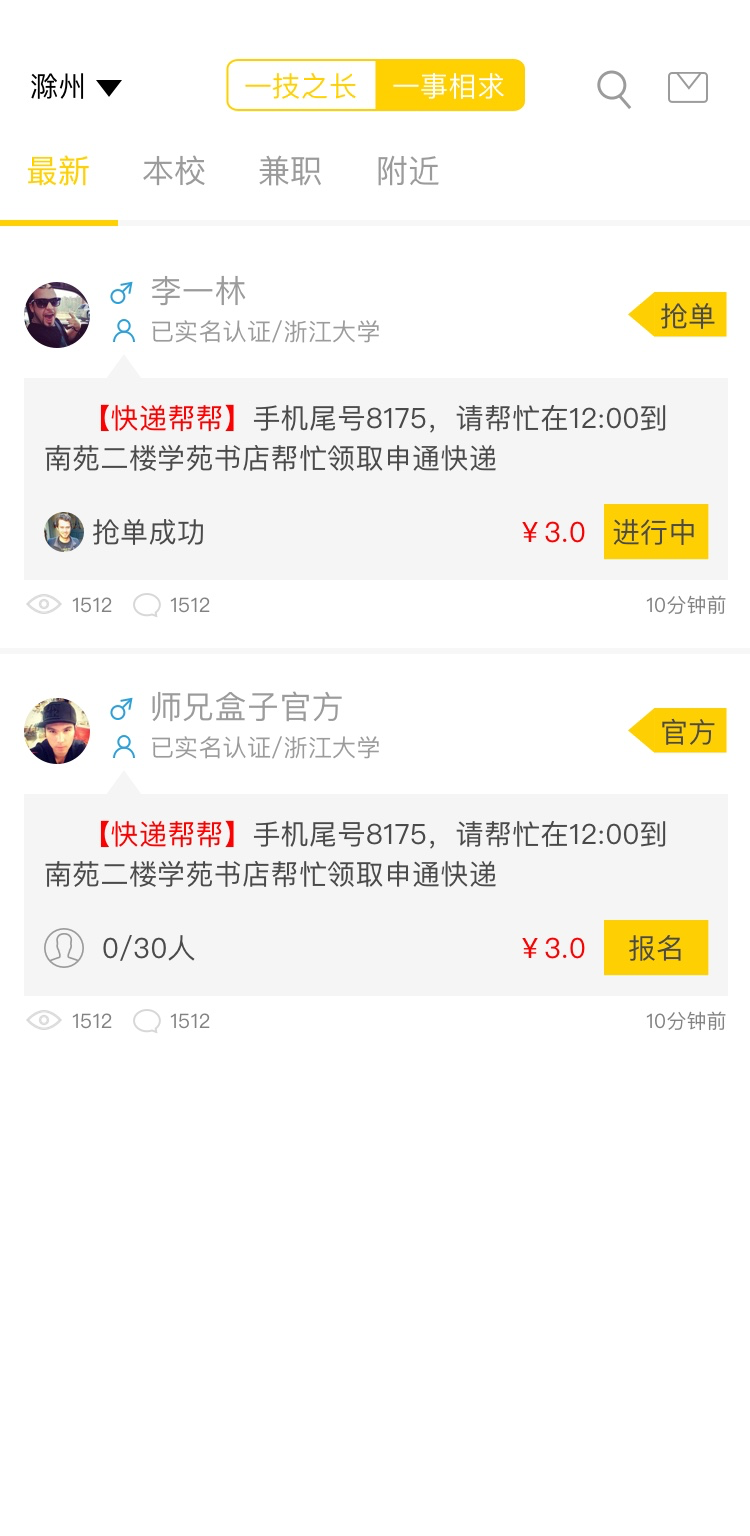 滁州 一技之长 一事相求
最新 本校 兼职 附近
李一林
已实名认证/浙江大学
抢单
【快递帮帮】手机尾号8175，请帮忙在12:00到
南苑二楼学苑书店帮忙领取申通快递
抢单成功 ¥ 3.0 进行中
1512 1512 10分钟前
师兄盒子官方
已实名认证/浙江大学
官方
【快递帮帮】手机尾号8175，请帮忙在12:00到
南苑二楼学苑书店帮忙领取申通快递
0/30人 ¥ 3.0 报名
1512 1512 10分钟前